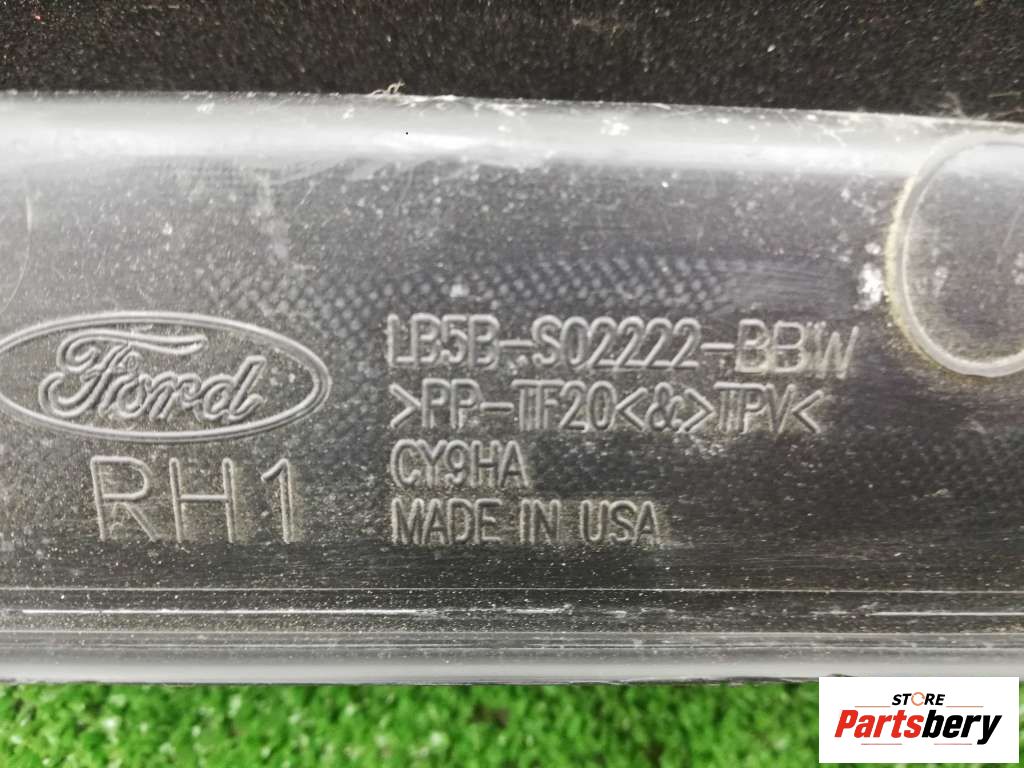 Ford
LB5B-S02222-BBW
>PP-TF20<&>TPV<
RH1
CY9HA
MADE IN USA
STORE
Partsbery